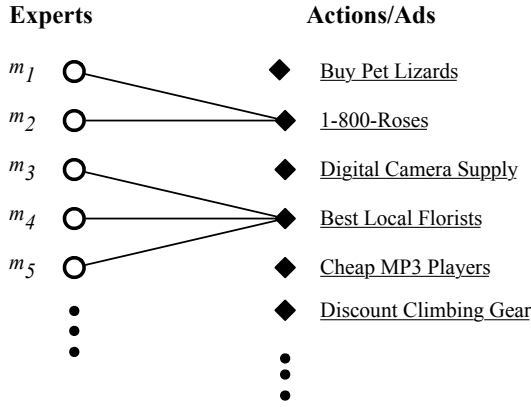 Experts Actions/Ads
m1 Buy Pet Lizards
m2 1-800-Roses
m3 Digital Camera Supply
m4 Best Local Florists
m5 Cheap MP3 Players
Discount Climbing Gear